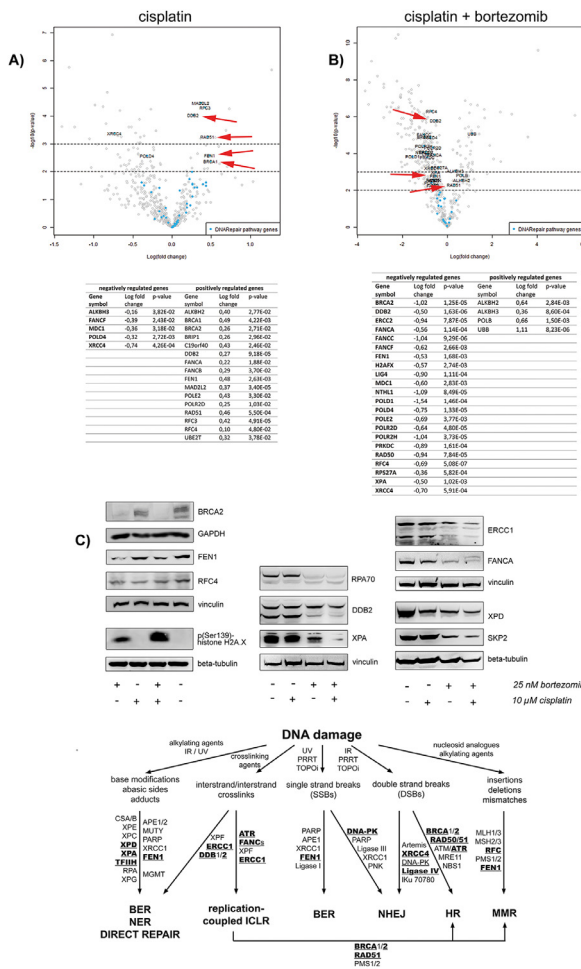 cisplatin
cisplatin + bortezomib
A)
B)
-log10(p-value)
-log10(p-value)
MAD2L2
RFC3
DDB2
XRCC4
RAD51
POLD4
FEN1
BRCA1
RFC4
DDB2
UBB
ALKBH3
POLB
ALKBH2
RAD51
FEN1
DNARepair pathway genes
DNARepair pathway genes
Log(fold change)
Log(fold change)
negatively regulated genes positively regulated genes
Gene symbol Log fold change p-value Gene symbol Log fold change p-value
ALKBH3 -0,16 3,82E-02 ALKBH2 0,40 2,77E-02
FANCF -0,39 2,43E-02 BRCA1 0,49 4,22E-03
MDC1 -0,36 3,18E-02 BRCA2 0,26 2,71E-02
POLD4 -0,32 2,72E-03 BRIP1 0,26 2,96E-02
XRCC4 -0,74 4,26E-04 C19orf40 0,43 2,46E-02
DDB2 0,27 9,18E-05
FANCA 0,22 1,88E-02
FANCB 0,29 3,70E-02
FEN1 0,48 2,63E-03
MAD2L2 0,37 3,40E-05
POLE2 0,43 3,30E-02
POLR2D 0,25 1,03E-02
RAD51 0,46 5,50E-04
RFC3 0,42 4,91E-05
RFC4 0,10 4,80E-02
UBE2T 0,32 3,78E-02
negatively regulated genes positively regulated genes
Gene symbol Log fold change p-value Gene symbol Log fold change p-value
BRCA2 -1,02 1,25E-05 ALKBH2 0,64 2,84E-03
DDB2 -0,50 1,63E-06 ALKBH3 0,36 8,60E-04
ERCC2 -0,94 7,87E-05 POLB 0,66 1,50E-03
FANCA -0,56 1,14E-04 UBB 1,11 8,23E-06
FANCC -1,04 9,29E-06
FANCF -0,62 2,66E-03
FEN1 -0,53 1,68E-03
H2AFX -0,57 2,74E-03
LIG4 -0,90 1,11E-04
MDC1 -0,60 2,83E-03
NTHL1 -1,09 8,49E-05
POLD1 -1,54 1,46E-04
POLD4 -0,75 1,33E-05
POLE2 -0,69 3,77E-03
POLR2D -0,64 4,80E-05
POLR2H -1,04 3,73E-05
PRKDC -0,89 1,61E-04
RAD50 -0,94 7,84E-05
RFC4 -0,69 5,08E-07
RPS27A -0,36 5,82E-04
XPA -0,50 1,02E-03
XRCC4 -0,70 5,91E-04
C)
BRCA2
GAPDH
FEN1
RFC4
vinculin
p(Ser139)-
histone H2A.X
beta-tubulin
RPA70
DDB2
XPA
vinculin
ERCC1
FANCA
vinculin
XPD
SKP2
beta-tubulin
+ - + - - - + + - - + + 25 nM bortezomib
- + + - - + - + - + - + 10 µM cisplatin
DNA damage
alkylating agents
IR / UV
crosslinking
agents
UV
PRRT
TOPOi
IR
PRRT
TOPOi
nucleosid analogues
alkylating agents
base modifications
abasic sides
adducts
interstrand/interstrand
crosslinks
single strand breaks
(SSBs)
double strand breaks
(DSBs)
insertions
deletions
mismatches
CSA/B
XPE
XPC
XPD
XPA
TFIIH
RPA
XPG
APE1/2
MUTY
PARP
XRCC1
FEN1
MGMT
XPF
ERCC1
DDB1/2
ATR
FANCs
XPF
ERCC1
PARP
APE1
XRCC1
FEN1
Ligase I
DNA-PK
PARP
Ligase III
XRCC1
PNK
Artemis
XRCC4
DNA-PK
Ligase IV
IKu 70780
BRCA1/2
RAD50/51
ATM/ATR
MRE11
NBS1
MLH1/3
MSH2/3
RFC
PMS1/2
FEN1
BER
NER
DIRECT REPAIR
replication-
coupled ICLR
BER
NHEJ
HR
MMR
BRCA1/2
RAD51
PMS1/2